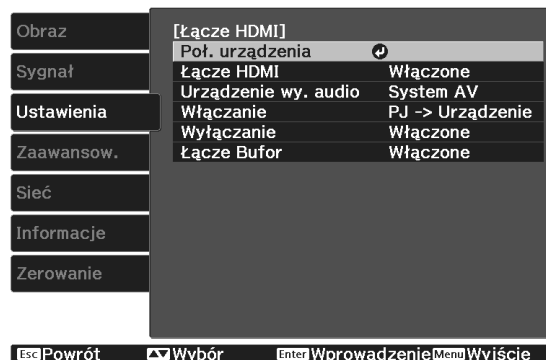 Obraz
Sygnał
Ustawienia
Zaawansow.
Sieć
Informacje
Zerowanie
[Łącze HDMI]
Poł. urządzenia
Łącze HDMI Włączone
Urządzenie wy. audio System AV
Włączanie PJ -> Urządzenie
Wyłączanie Włączone
Łącze Bufor Włączone
Esc Powrót Wybór Enter Wprowadzenie Menu Wyjście